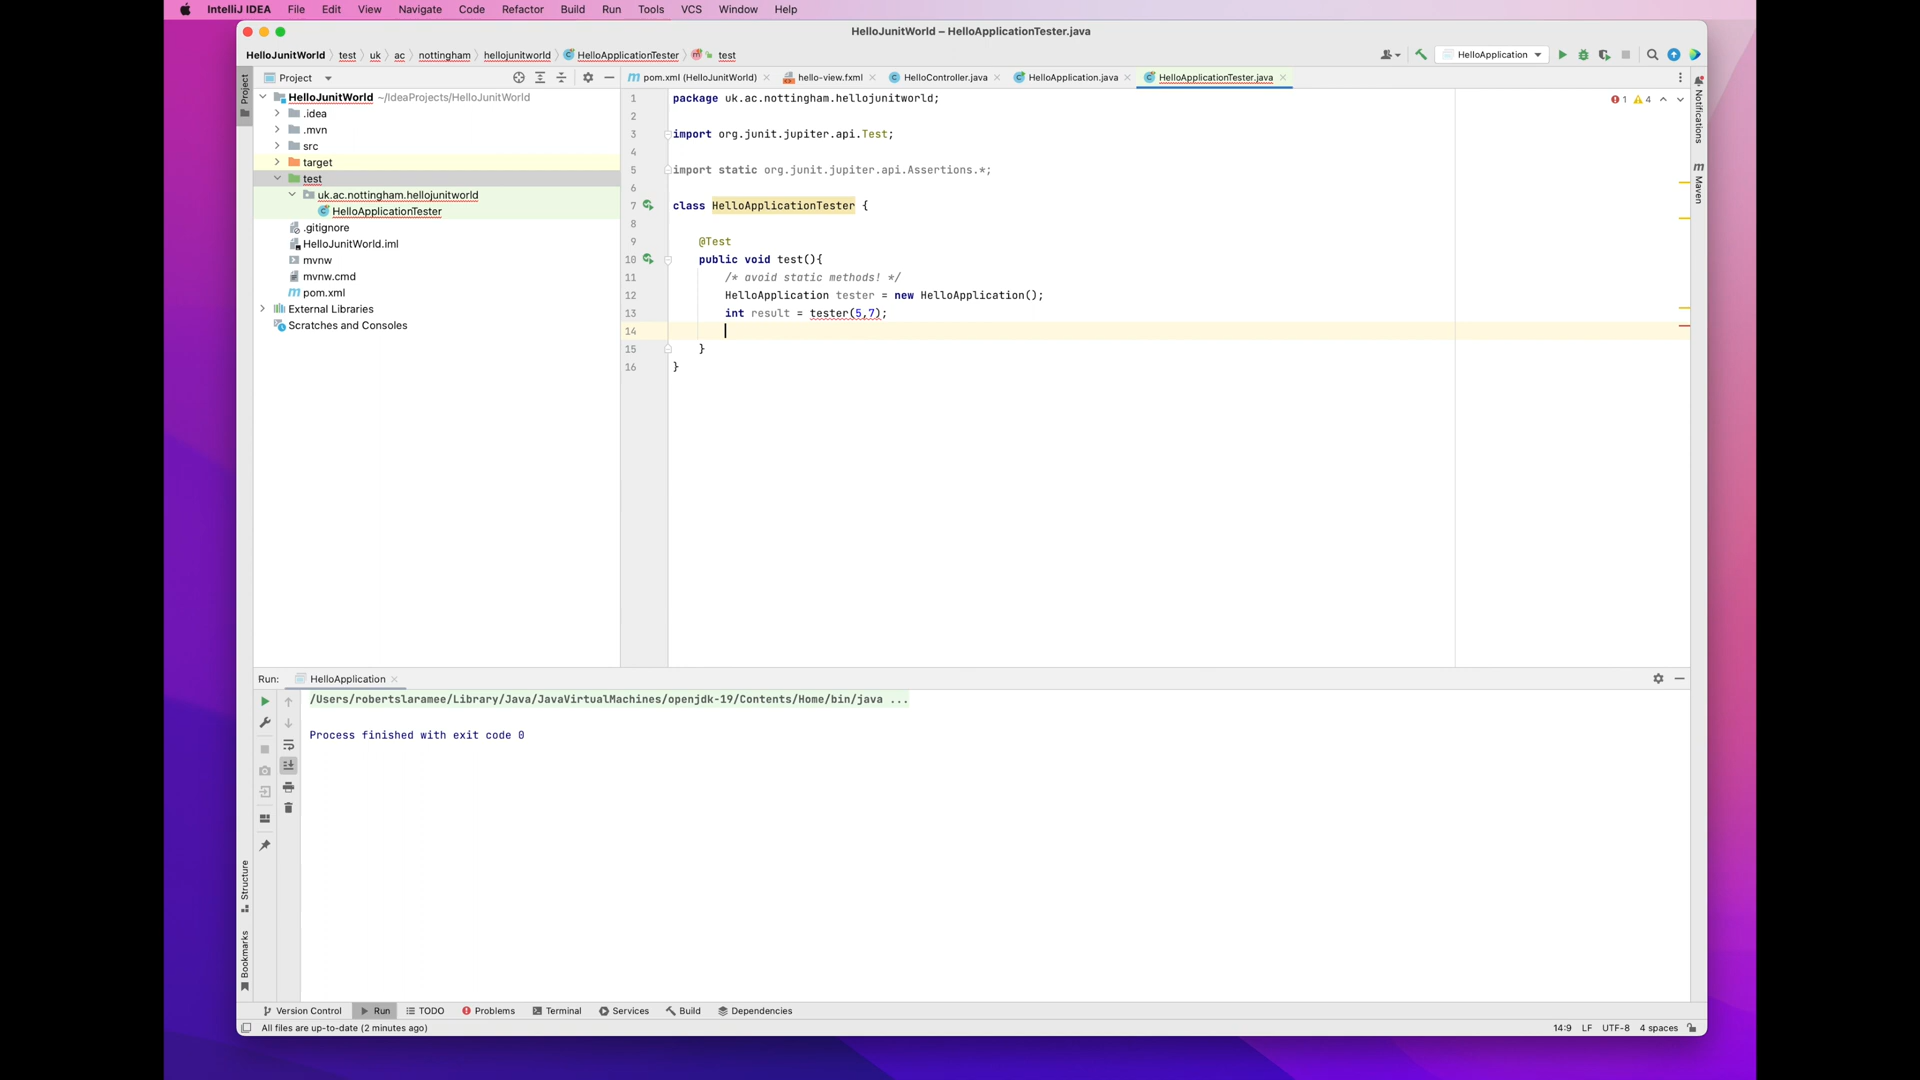 IntelliJ IDEA File Edit View Navigate Code Refactor Build Run Tools VCS Window Help
HelloJunitWorld – HelloApplicationTester.java
HelloJunitWorld test uk ac nottingham hellojunitworld HelloApplicationTester test HelloApplication
Project
Project
pom.xml (HelloJunitWorld) hello-view.fxml HelloController.java HelloApplication.java HelloApplicationTester.java
HelloJunitWorld ~/IdeaProjects/HelloJunitWorld
.idea
.mvn
src
target
test
uk.ac.nottingham.hellojunitworld
HelloApplicationTester
.gitignore
HelloJunitWorld.iml
mvnw
mvnw.cmd
pom.xml
External Libraries
Scratches and Consoles
1 package uk.ac.nottingham.hellojunitworld;
2
3 import org.junit.jupiter.api.Test;
4
5 import static org.junit.jupiter.api.Assertions.*;
6
7 class HelloApplicationTester {
8
9 @Test
10 public void test(){
11 /* avoid static methods! */
12 HelloApplication tester = new HelloApplication();
13 int result = tester(5,7);
14
15 }
16 }
1 4
Notifications
m Maven
Run: HelloApplication
/Users/robertslaramee/Library/Java/JavaVirtualMachines/openjdk-19/Contents/Home/bin/java ...
Process finished with exit code 0
Structure
Bookmarks
Version Control Run TODO Problems Terminal Services Build Dependencies
All files are up-to-date (2 minutes ago) 14:9 LF UTF-8 4 spaces